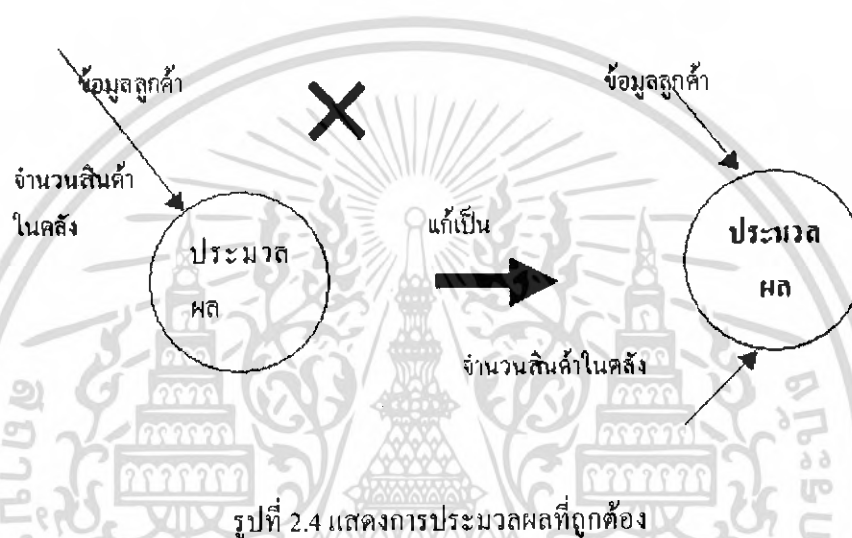 ข้อมูลลูกค้า
จำนวนสินค้า
ในคลัง
ประมวล
ผล
แก้เป็น
ข้อมูลลูกค้า
ประมวล
ผล
จำนวนสินค้าในคลัง
รูปที่ 2.4 แสดงการประมวลผลที่ถูกต้อง